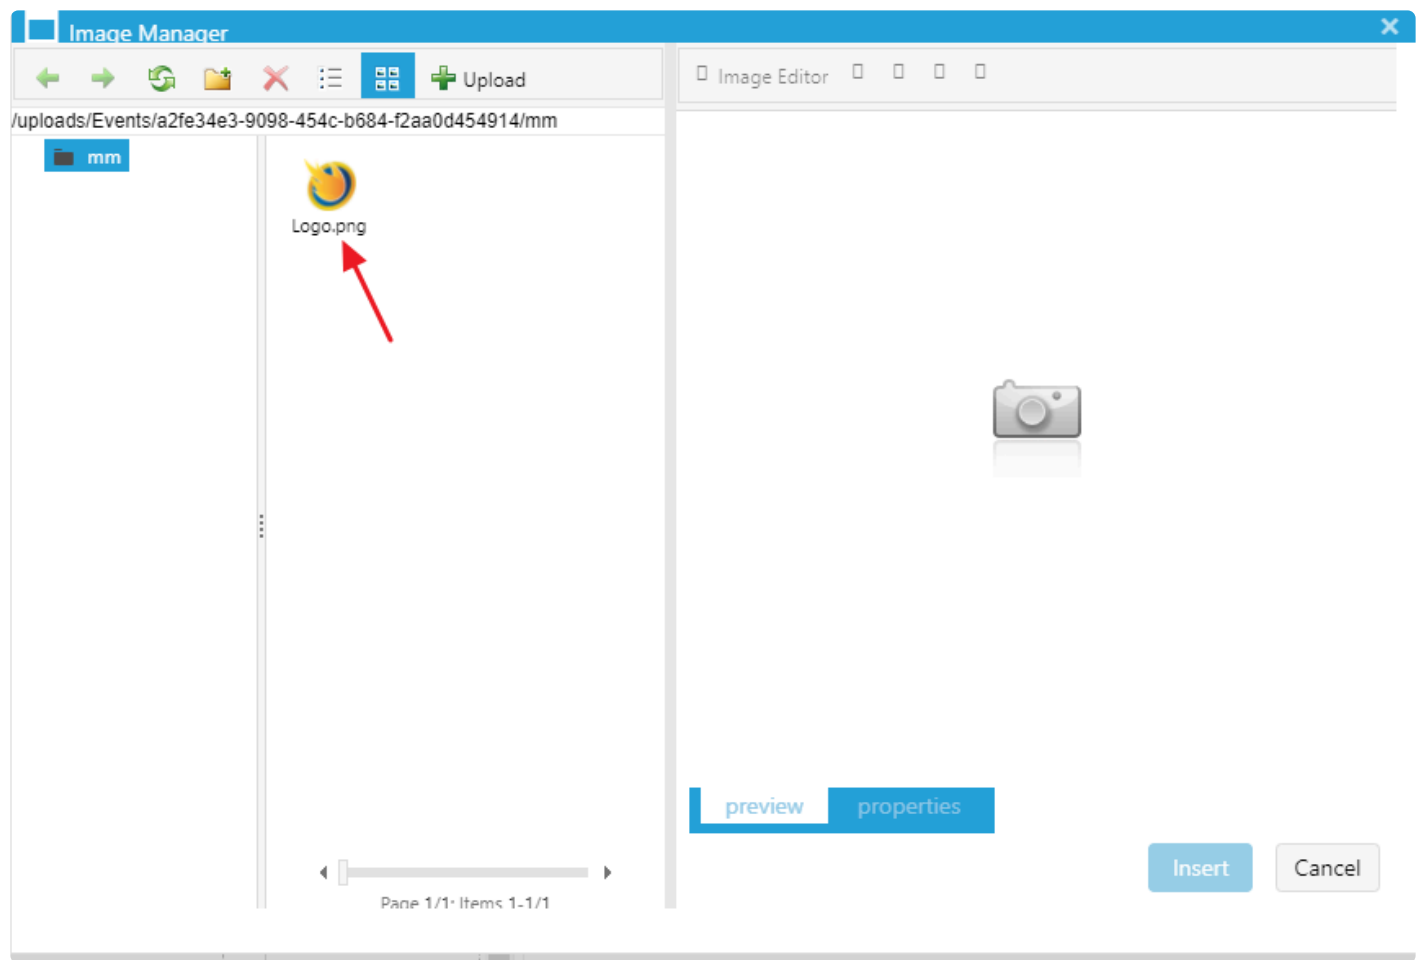 Image Manager
Upload
Image Editor
/uploads/Events/a2fe34e3-9098-454c-b684-f2aa0d454914/mm
mm
Logo.png
preview
properties
Insert
Cancel
Page 1/1: Items 1-1/1